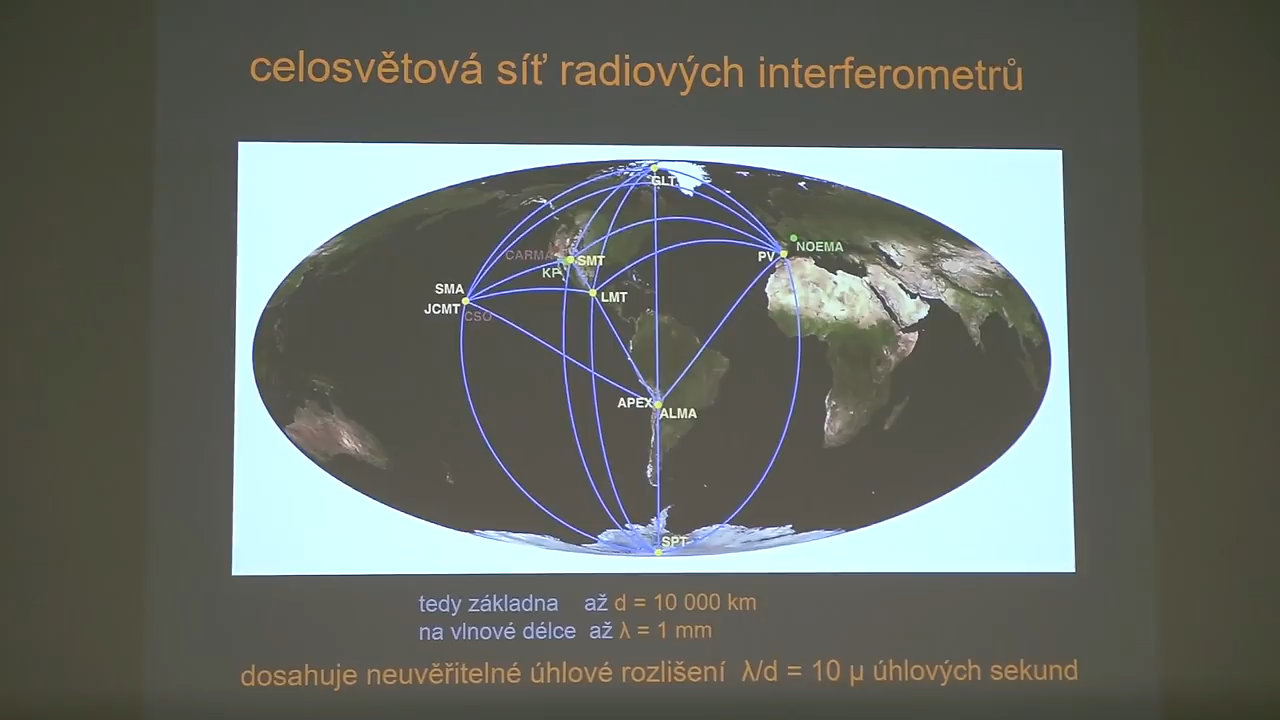 celosvětová síť radiových interferometrů
GLT
NOEMA
CARMA
SMT
PV
KP
SMA
LMT
JCMT
CSO
APEX
ALMA
SPT
tedy základna až d = 10 000 km
na vlnové délce až λ = 1 mm
dosahuje neuvěřitelné úhlové rozlišení λ/d = 10 μ úhlových sekund